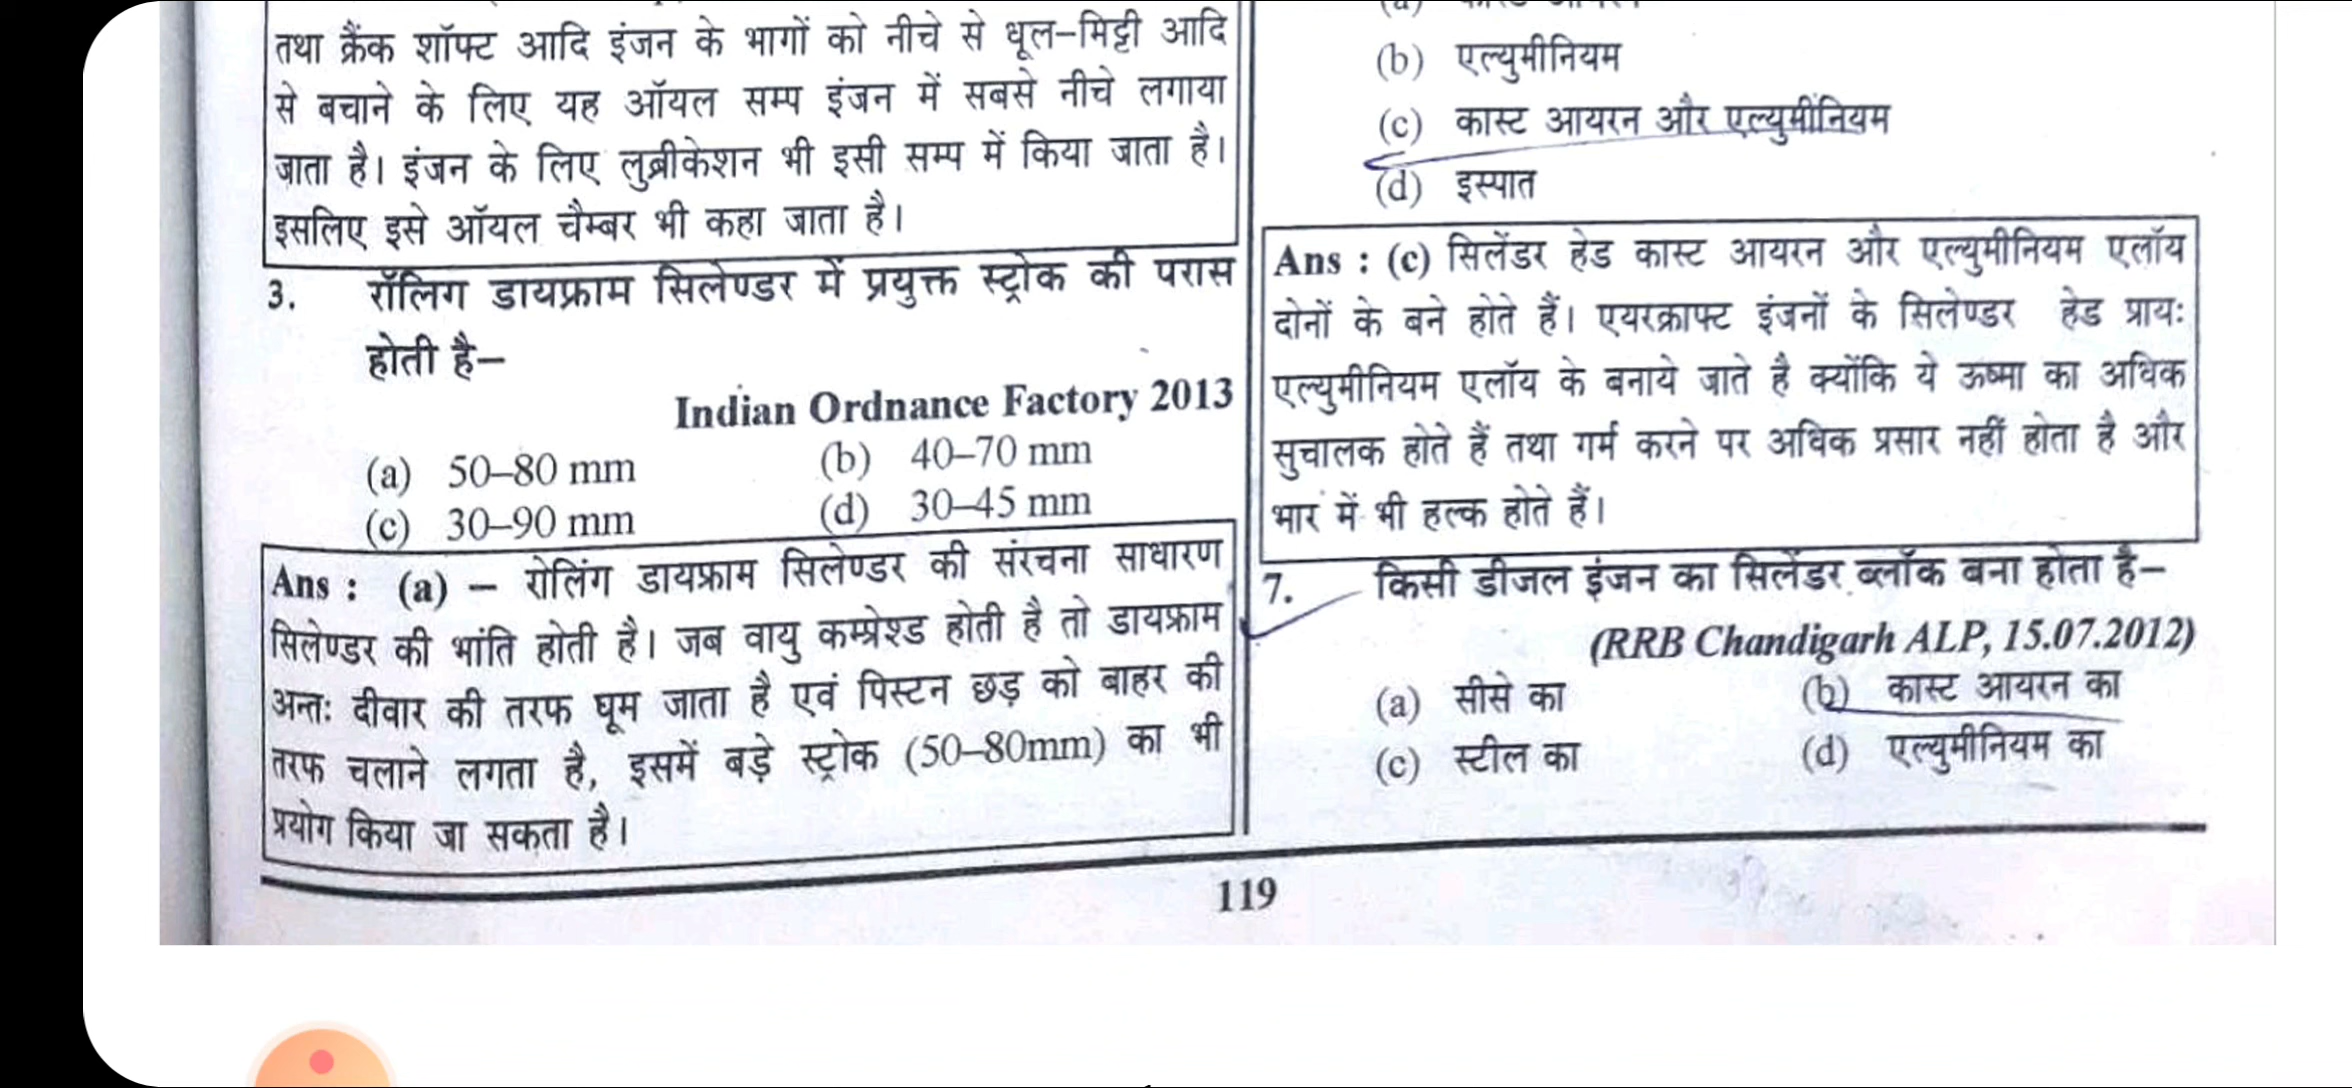 तथा क्रैंक शॉफ्ट आदि इंजन के भागों को नीचे से धूल-मिट्टी आदि
से बचाने के लिए यह ऑयल सम्प इंजन में सबसे नीचे लगाया
जाता है। इंजन के लिए लुब्रीकेशन भी इसी सम्प में किया जाता है।
इसलिए इसे ऑयल चैम्बर भी कहा जाता है।
3. रॉलिग डायफ्राम सिलेण्डर में प्रयुक्त स्ट्रोक की परास
होती है–
Indian Ordnance Factory 2013
(a) 50–80 mm (b) 40–70 mm
(c) 30–90 mm (d) 30–45 mm
Ans : (a) – रोलिंग डायफ्राम सिलेण्डर की संरचना साधारण
सिलेण्डर की भांति होती है। जब वायु कम्प्रेश्ड होती है तो डायफ्राम
अन्तः दीवार की तरफ घूम जाता है एवं पिस्टन छड़ को बाहर की
तरफ चलाने लगता है, इसमें बड़े स्ट्रोक (50–80mm) का भी
प्रयोग किया जा सकता है।
(b) एल्युमीनियम
(c) कास्ट आयरन और एल्युमीनियम
(d) इस्पात
Ans : (c) सिलेंडर हेड कास्ट आयरन और एल्युमीनियम एलॉय
दोनों के बने होते हैं। एयरक्राफ्ट इंजनों के सिलेण्डर हेड प्रायः
एल्युमीनियम एलॉय के बनाये जाते है क्योंकि ये ऊष्मा का अधिक
सुचालक होते हैं तथा गर्म करने पर अधिक प्रसार नहीं होता है और
भार में भी हल्क होते हैं।
7. किसी डीजल इंजन का सिलेंडर ब्लॉक बना होता है–
(RRB Chandigarh ALP, 15.07.2012)
(a) सीसे का (b) कास्ट आयरन का
(c) स्टील का (d) एल्युमीनियम का
119